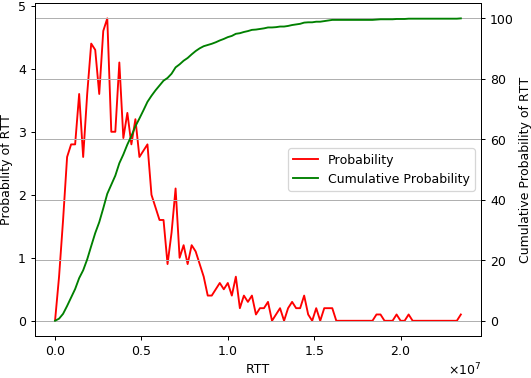 5
4
3
2
1
0
Probability of RTT
100
80
60
40
20
0
Cumulative Probability of RTT
Probability
Cumulative Probability
0.0 0.5 1.0 1.5 2.0
RTT
×10⁷